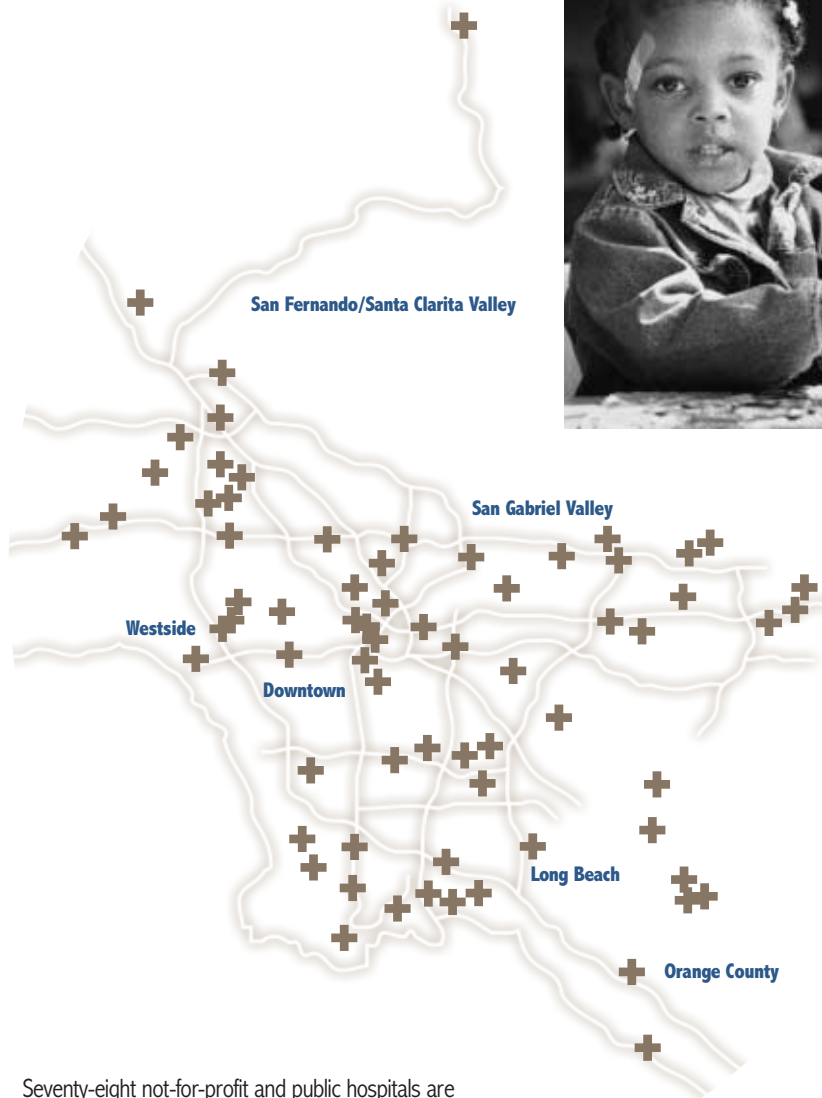 San Fernando/Santa Clarita Valley
San Gabriel Valley
Westside
Downtown
Long Beach
Orange County
Seventy-eight not-for-profit and public hospitals are